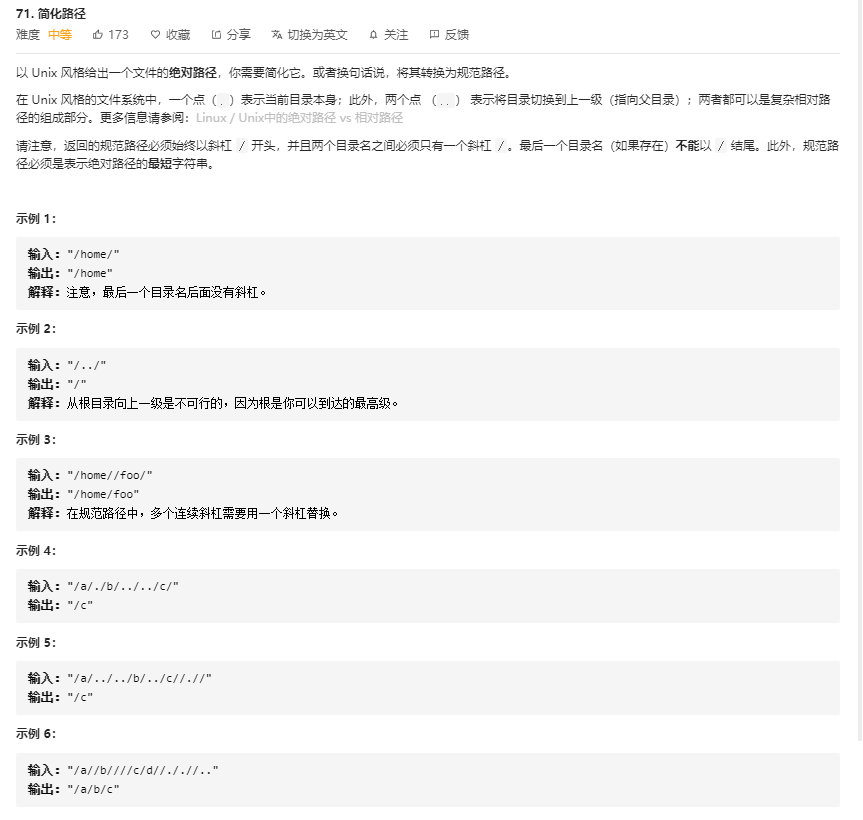 71. 简化路径
难度 中等 173 收藏 分享 切换为英文 关注 反馈
以 Unix 风格给出一个文件的绝对路径，你需要简化它。或者换句话说，将其转换为规范路径。
在 Unix 风格的文件系统中，一个点（.）表示当前目录本身；此外，两个点 （..） 表示将目录切换到上一级（指向父目录）；两者都可以是复杂相对路
径的组成部分。更多信息请参阅：Linux / Unix中的绝对路径 vs 相对路径
请注意，返回的规范路径必须始终以斜杠 / 开头，并且两个目录名之间必须只有一个斜杠 /。最后一个目录名（如果存在）不能以 / 结尾。此外，规范路
径必须是表示绝对路径的最短字符串。
示例 1：
输入："/home/"
输出："/home"
解释：注意，最后一个目录名后面没有斜杠。
示例 2：
输入："/../"
输出："/"
解释：从根目录向上一级是不可行的，因为根是你可以到达的最高级。
示例 3：
输入："/home//foo/"
输出："/home/foo"
解释：在规范路径中，多个连续斜杠需要用一个斜杠替换。
示例 4：
输入："/a/./b/../../c/"
输出："/c"
示例 5：
输入："/a/../../b/../c//.//"
输出："/c"
示例 6：
输入："/a//b////c/d//././/.."
输出："/a/b/c"